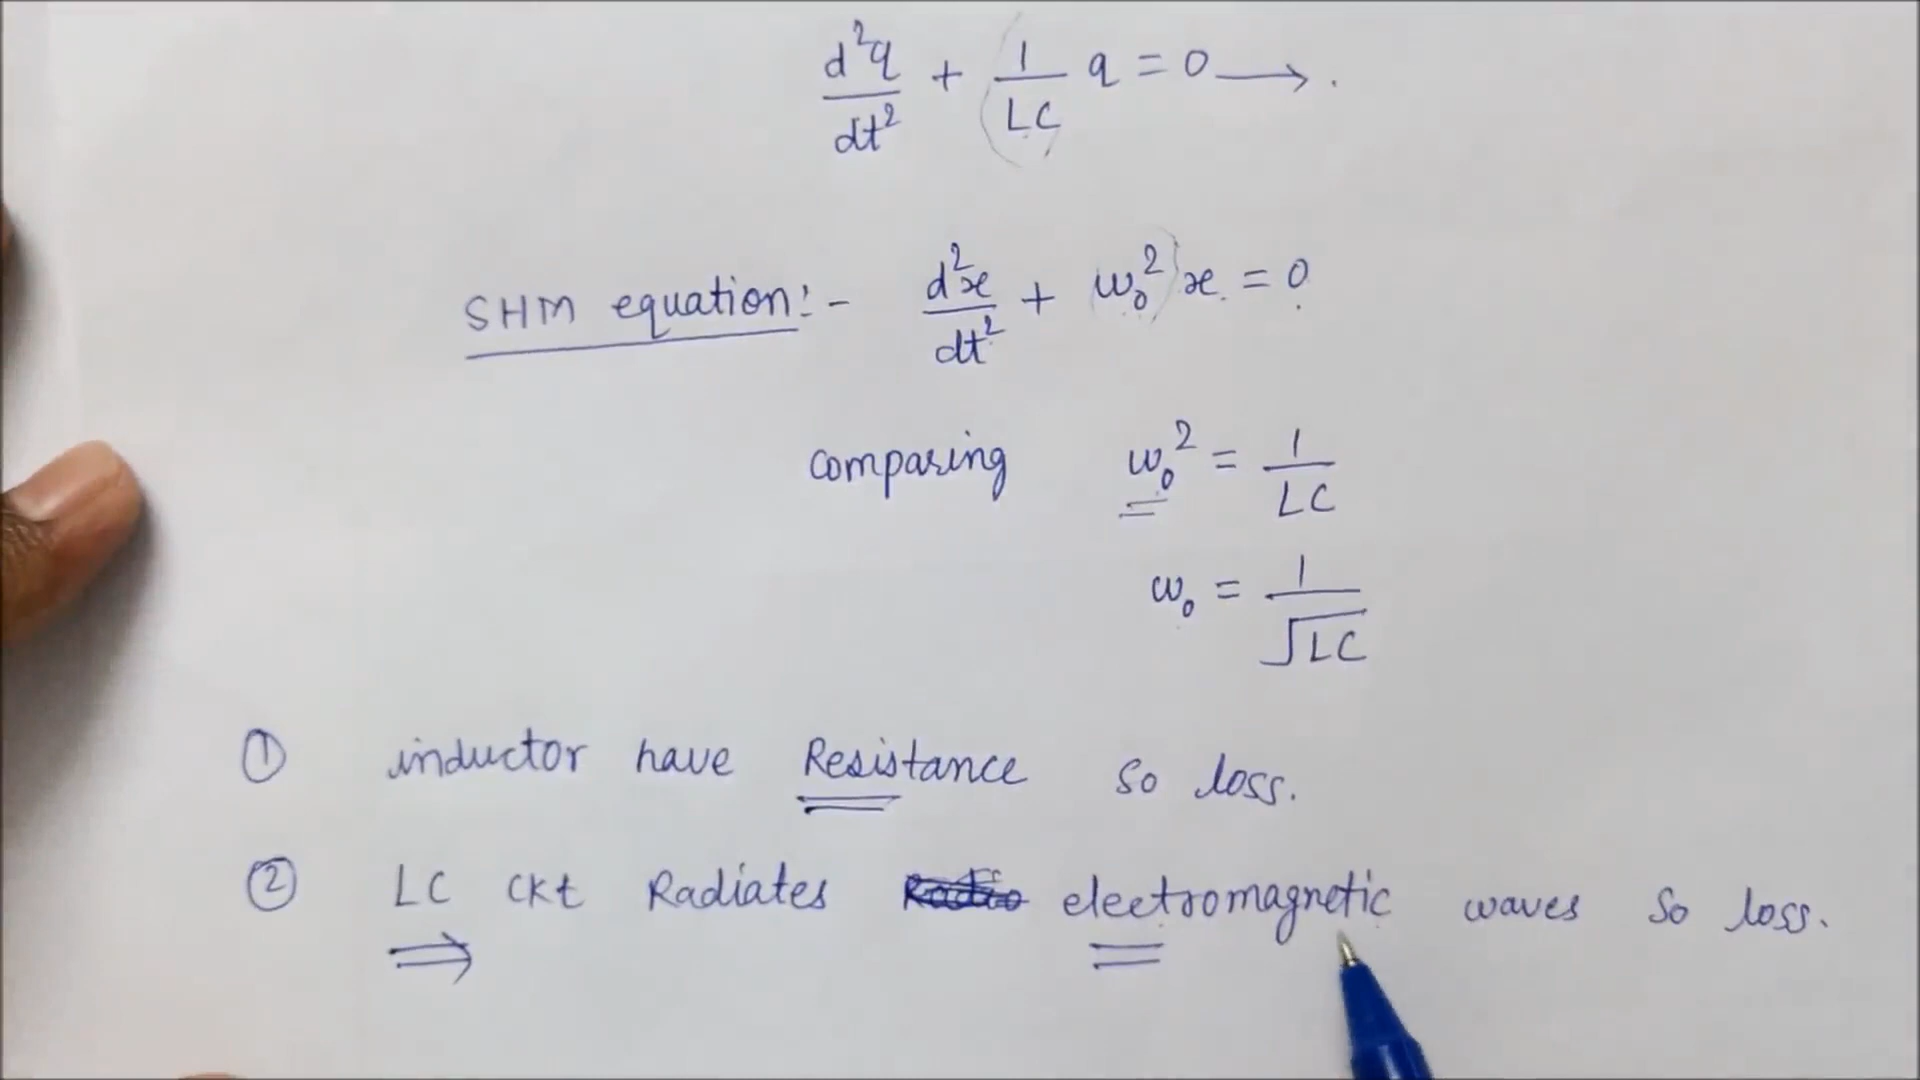 d²q/dt² + 1/LC q = 0 →
SHM equation:- d²x/dt² + ω₀² x = 0
comparing ω₀² = 1/LC
ω₀ = 1/√LC
① inductor have Resistance so loss.
② LC ckt Radiates electromagnetic waves so loss.